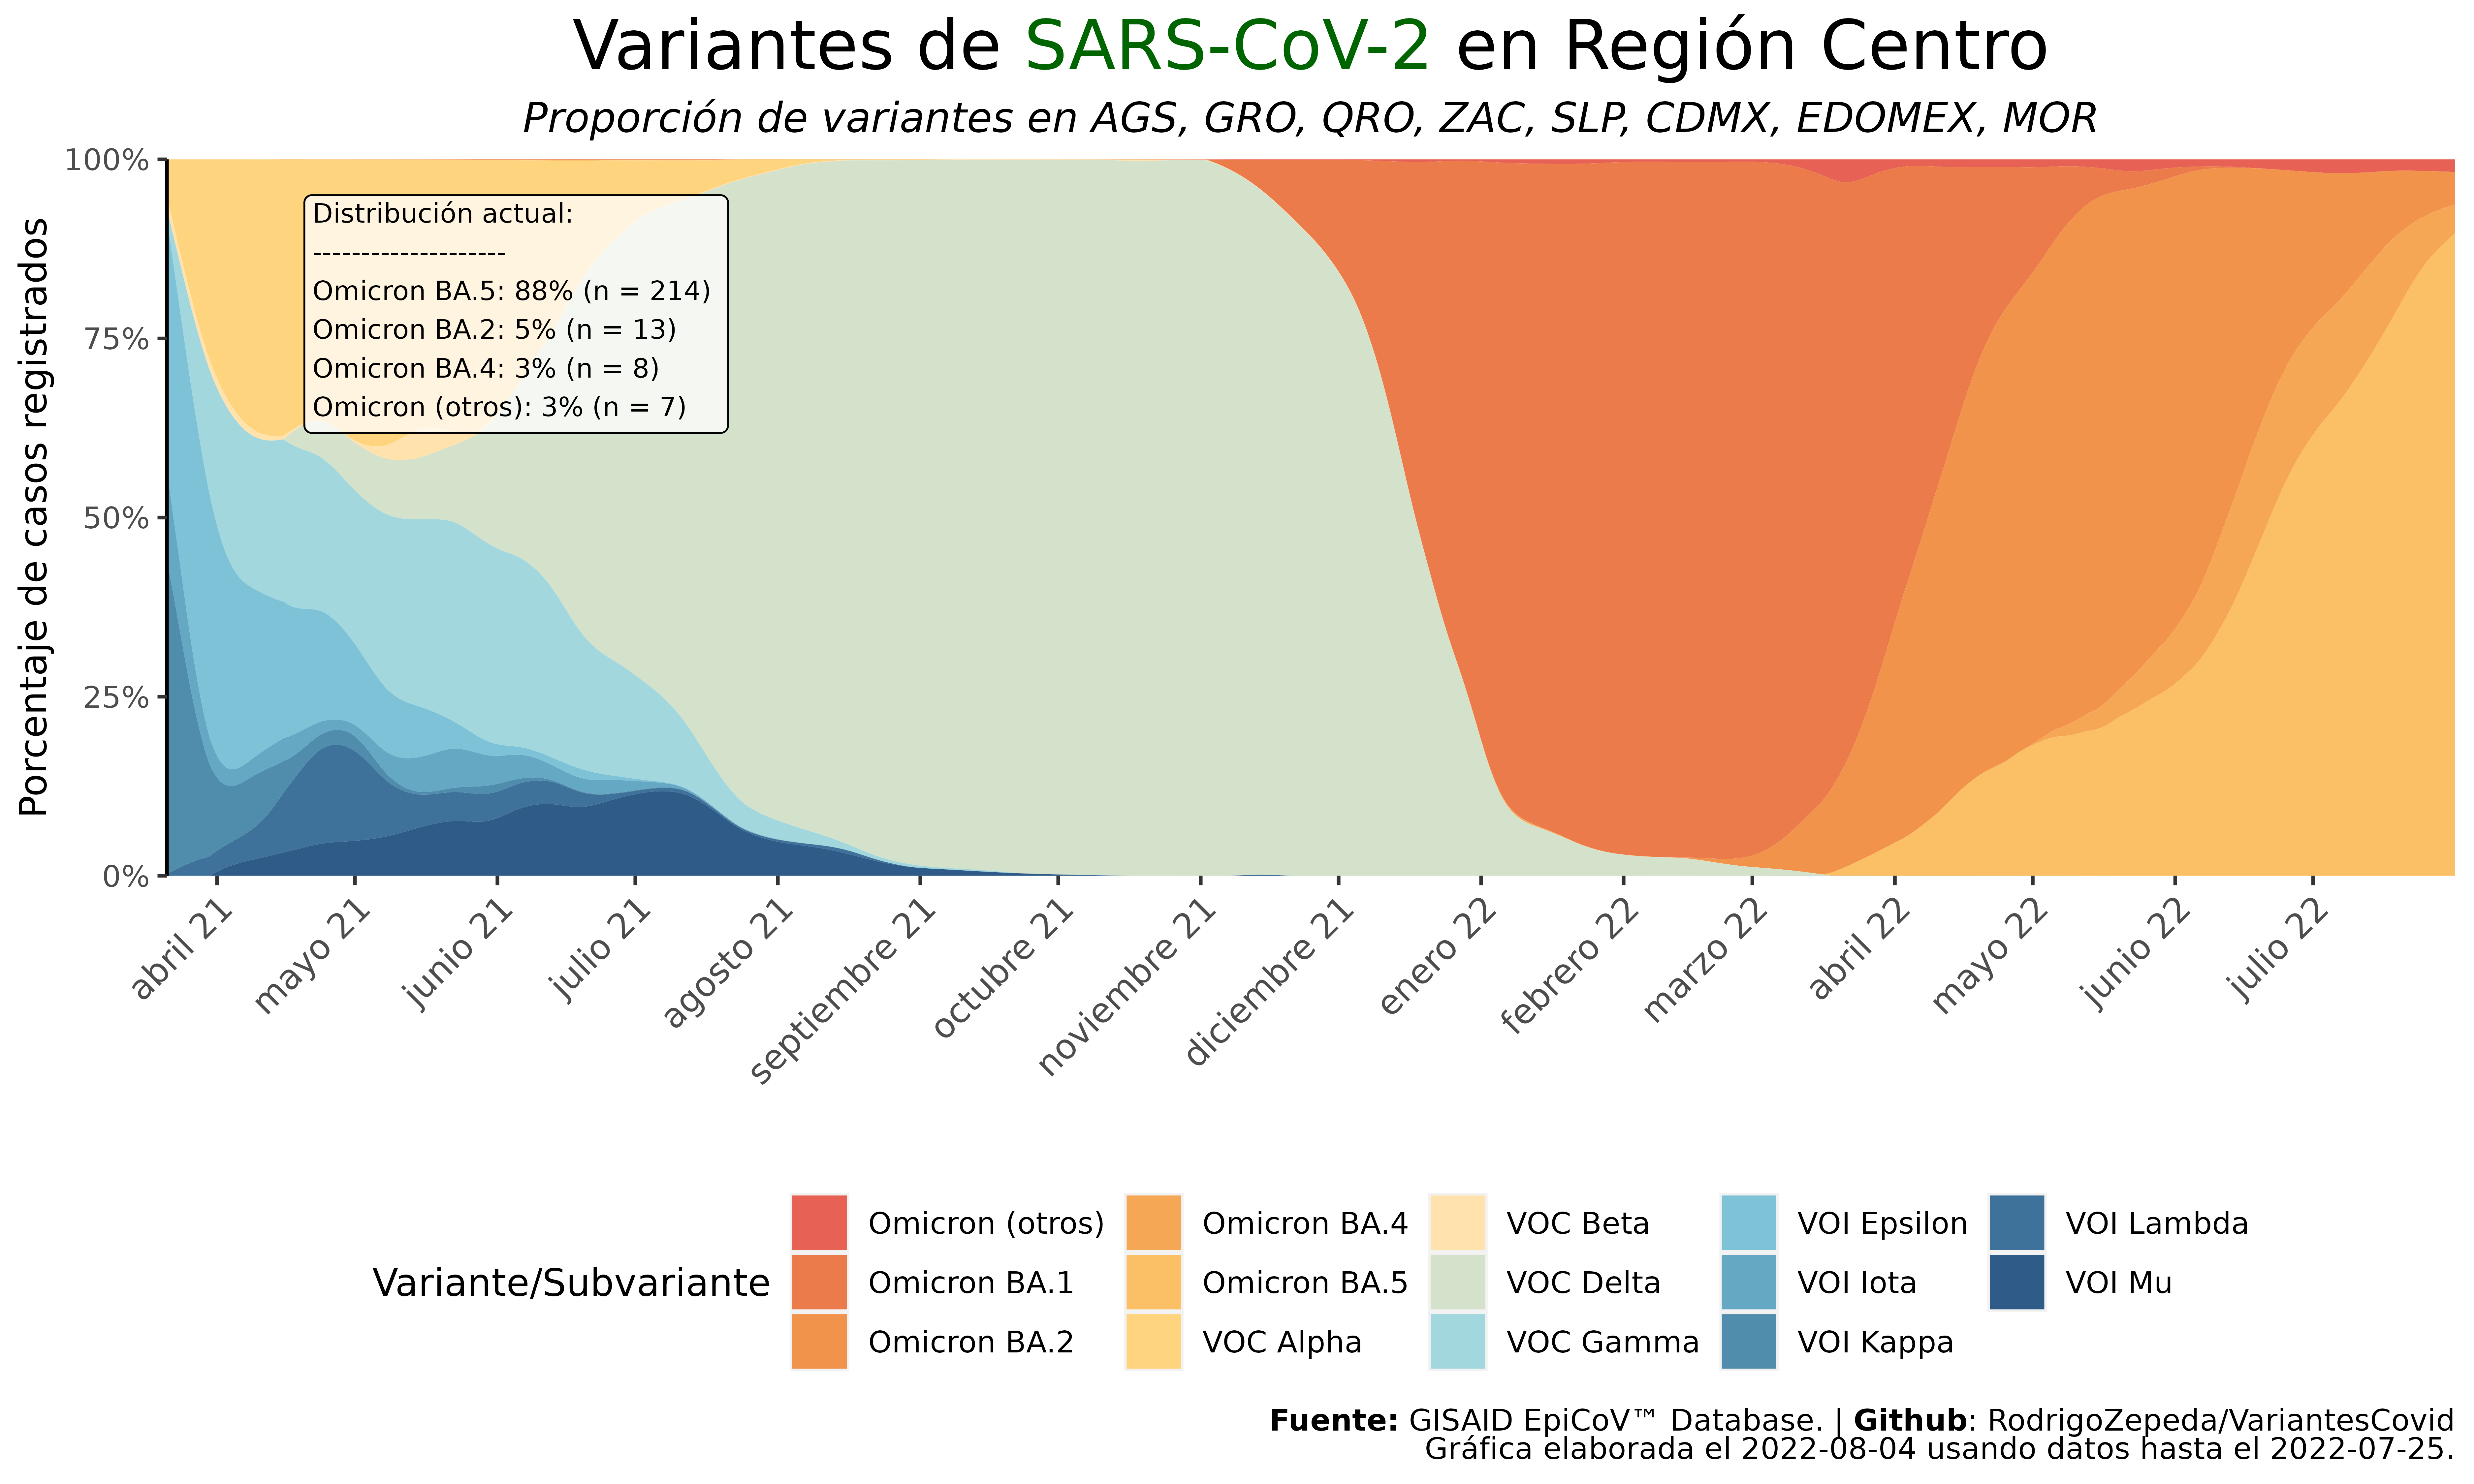 Variantes de SARS-CoV-2 en Región Centro
Proporción de variantes en AGS, GRO, QRO, ZAC, SLP, CDMX, EDOMEX, MOR
Porcentaje de casos registrados
100%
75%
50%
25%
0%
Distribución actual:
---------------------
Omicron BA.5: 88% (n = 214)
Omicron BA.2: 5% (n = 13)
Omicron BA.4: 3% (n = 8)
Omicron (otros): 3% (n = 7)
abril 21
mayo 21
junio 21
julio 21
agosto 21
septiembre 21
octubre 21
noviembre 21
diciembre 21
enero 22
febrero 22
marzo 22
abril 22
mayo 22
junio 22
julio 22
Variante/Subvariante
Omicron (otros)
Omicron BA.1
Omicron BA.2
Omicron BA.4
Omicron BA.5
VOC Alpha
VOC Beta
VOC Delta
VOC Gamma
VOI Epsilon
VOI Iota
VOI Kappa
VOI Lambda
VOI Mu
Fuente: GISAID EpiCoV™ Database. | Github: RodrigoZepeda/VariantesCovid
Gráfica elaborada el 2022-08-04 usando datos hasta el 2022-07-25.